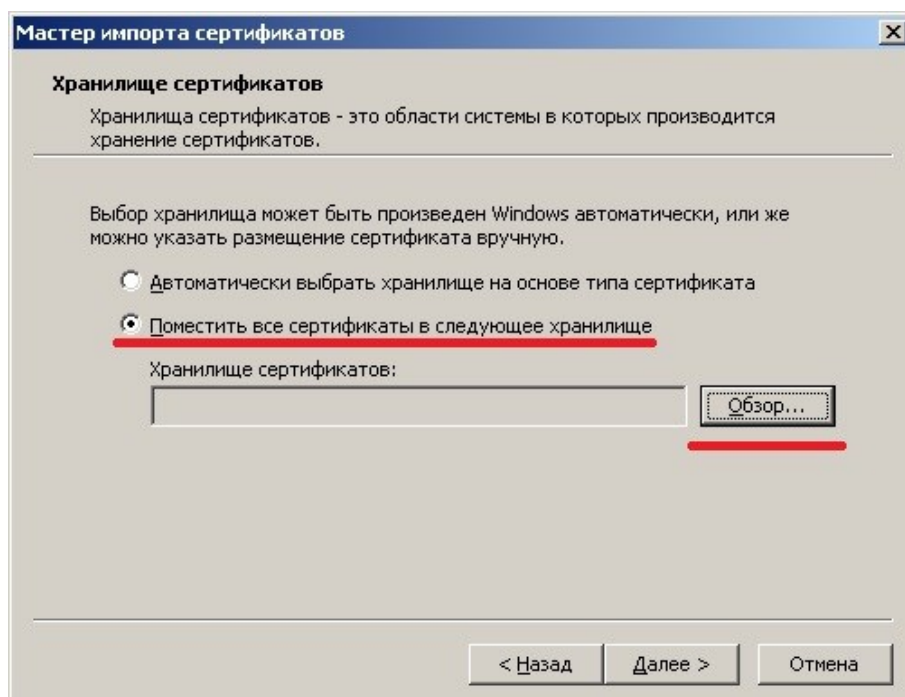 Мастер импорта сертификатов
Хранилище сертификатов
Хранилища сертификатов - это области системы в которых производится
хранение сертификатов.
Выбор хранилища может быть произведен Windows автоматически, или же
можно указать размещение сертификата вручную.
Автоматически выбрать хранилище на основе типа сертификата
Поместить все сертификаты в следующее хранилище
Хранилище сертификатов:
Обзор...
< Назад
Далее >
Отмена